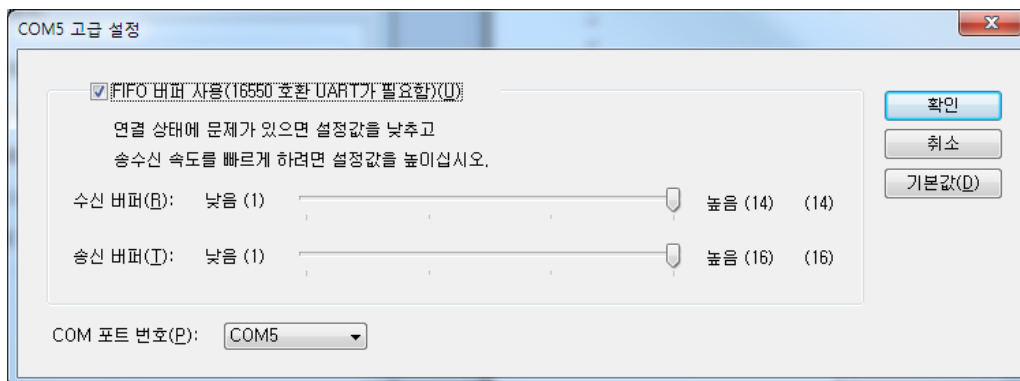 COM5 고급 설정
FIFO 버퍼 사용(16550 호환 UART가 필요함)(U)
연결 상태에 문제가 있으면 설정값을 낮추고
송수신 속도를 빠르게 하려면 설정값을 높이십시오.
수신 버퍼(R): 낮음 (1) 높음 (14) (14)
송신 버퍼(T): 낮음 (1) 높음 (16) (16)
COM 포트 번호(P): COM5
확인
취소
기본값(D)